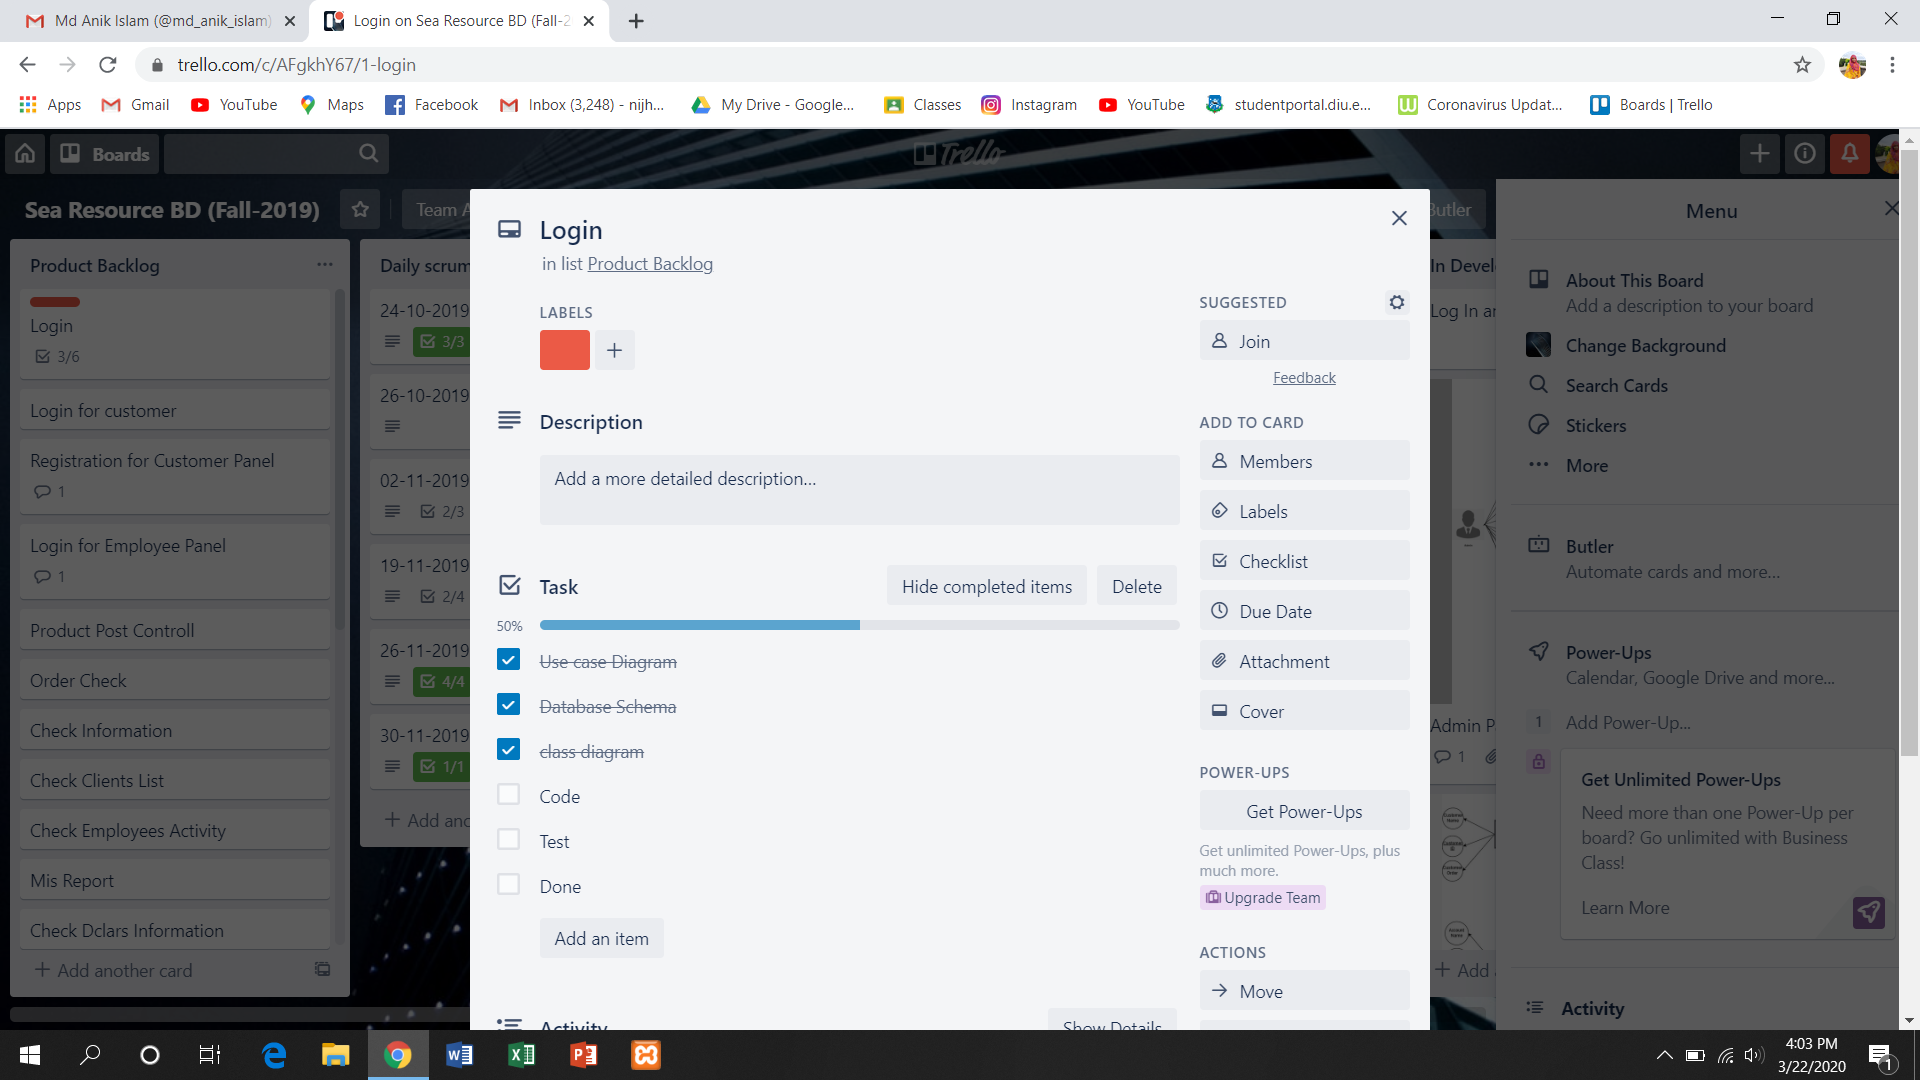 Md Anik Islam (@md_anik_islam)
Login on Sea Resource BD (Fall-2
trello.com/c/AFgkhY67/1-login
Apps
Gmail
YouTube
Maps
Facebook
Inbox (3,248) - nijh...
My Drive - Google...
Classes
Instagram
YouTube
studentportal.diu.e...
Coronavirus Updat...
Boards | Trello
Boards
Trello
Sea Resource BD (Fall-2019)
Team A
Butler
Product Backlog
Login
3/6
Login for customer
Registration for Customer Panel
1
Login for Employee Panel
1
Product Post Controll
Order Check
Check Information
Check Clients List
Check Employees Activity
Mis Report
Check Dclars Information
Add another card
Daily scrum
24-10-2019
3/3
26-10-2019
02-11-2019
2/3
19-11-2019
2/4
26-11-2019
4/4
30-11-2019
1/1
Login
in list Product Backlog
LABELS
Description
Add a more detailed description...
Task
Hide completed items
Delete
50%
Use case Diagram
Database Schema
class diagram
Code
Test
Done
Add an item
Activity
Show Details
SUGGESTED
Join
Feedback
ADD TO CARD
Members
Labels
Checklist
Due Date
Attachment
Cover
POWER-UPS
Get Power-Ups
Get unlimited Power-Ups, plus
much more.
Upgrade Team
ACTIONS
Move
Log In
Admin P
1
Add
Menu
About This Board
Add a description to your board
Change Background
Search Cards
Stickers
More
Butler
Automate cards and more...
Power-Ups
Calendar, Google Drive and more...
1
Add Power-Up...
Get Unlimited Power-Ups
Need more than one Power-Up per
board? Go unlimited with Business
Class!
Learn More
Activity
4:03 PM
3/22/2020
1